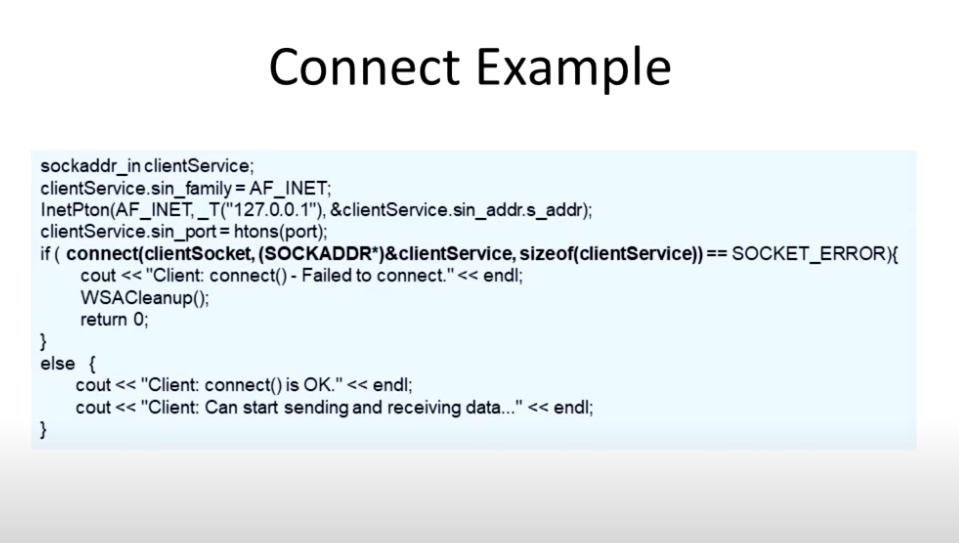 Connect Example
sockaddr_in clientService;
clientService.sin_family = AF_INET;
InetPton(AF_INET, _T("127.0.0.1"), &clientService.sin_addr.s_addr);
clientService.sin_port = htons(port);
if ( connect(clientSocket, (SOCKADDR*)&clientService, sizeof(clientService)) == SOCKET_ERROR){
cout << "Client: connect() - Failed to connect." << endl;
WSACleanup();
return 0;
}
else {
cout << "Client: connect() is OK." << endl;
cout << "Client: Can start sending and receiving data..." << endl;
}